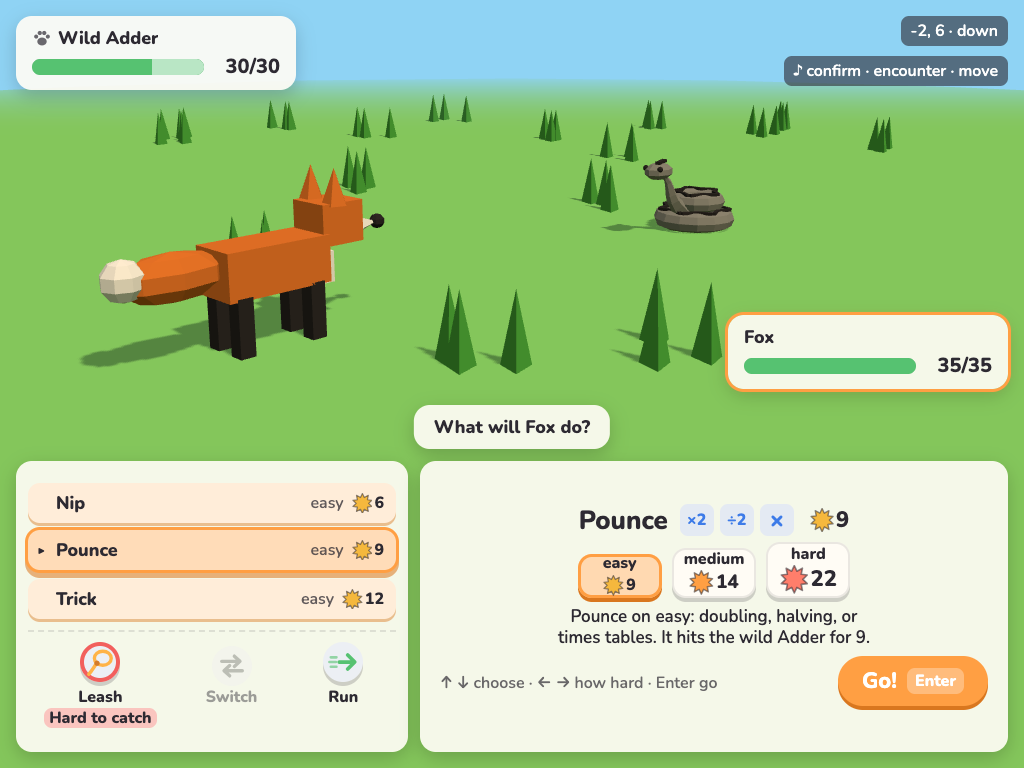 Wild Adder
30/30
-2, 6 · down
♪ confirm · encounter · move
Fox
35/35
What will Fox do?
Nip easy 6
Pounce easy 9
Trick easy 12
Leash
Hard to catch
Switch
Run
Pounce ×2 ÷2 × 9
easy 9
medium 14
hard 22
Pounce on easy: doubling, halving, or
times tables. It hits the wild Adder for 9.
↑ ↓ choose · ← → how hard · Enter go
Go! Enter